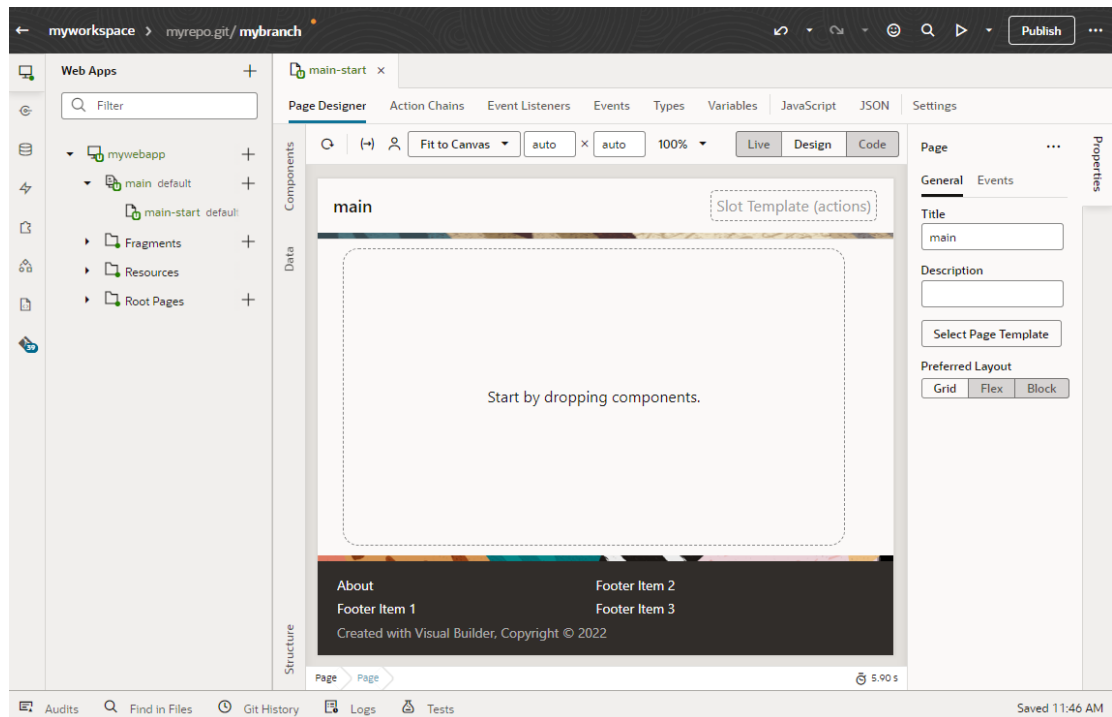 myworkspace > myrepo.git/ mybranch
Publish
Web Apps
Filter
mywebapp
main default
main-start default
Fragments
Resources
Root Pages
39
main-start ×
Page Designer Action Chains Event Listeners Events Types Variables JavaScript JSON Settings
Components
Data
Structure
Fit to Canvas auto × auto 100% Live Design Code
main
Slot Template (actions)
Start by dropping components.
About Footer Item 2
Footer Item 1 Footer Item 3
Created with Visual Builder, Copyright © 2022
Page Page 5.90 s
Page
General Events
Title
main
Description
Select Page Template
Preferred Layout
Grid Flex Block
Properties
Audits Find in Files Git History Logs Tests Saved 11:46 AM